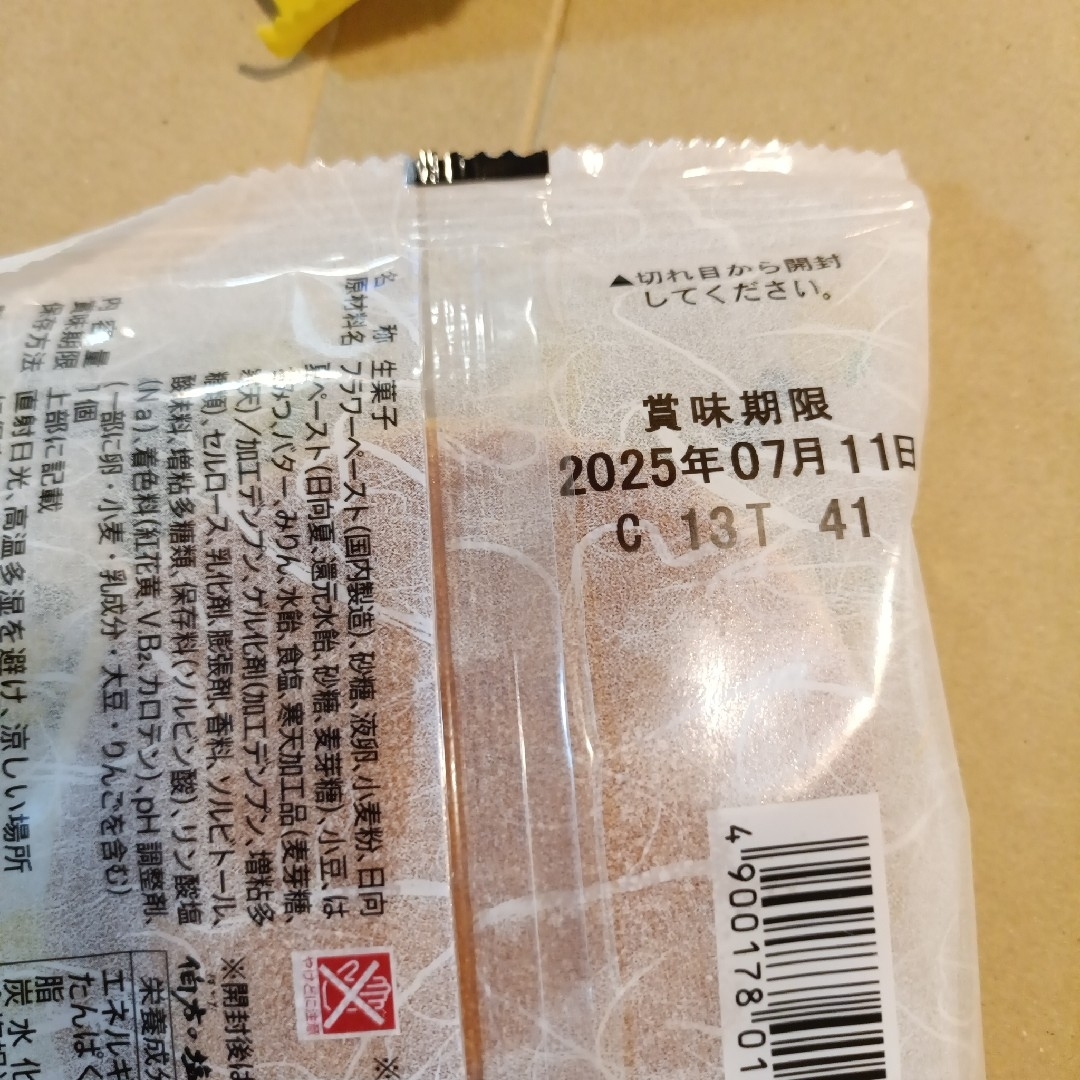 ▲切れ目から開封
してください。
賞味期限
2025年07月11日
C 13T 41
名 称 生菓子
原材料名 フラワーペースト(国内製造)、砂糖、液卵、小麦粉、日向
夏ペースト(日向夏、還元水飴、砂糖、麦芽糖)、小豆、は
ちみつ、バター、みりん、水飴、食塩、寒天加工品(麦芽糖、
寒天)/加工デンプン、ゲル化剤(加工デンプン、増粘多
糖類)、セルロース、乳化剤、膨張剤、香料、ソルビトール、
酸味料、増粘多糖類、保存料(ソルビン酸)、リン酸塩
(Na)、着色料(紅花黄、V.B₂、カロテン)、pH調整剤、
(一部に卵・小麦・乳成分・大豆・りんごを含む)
内 容 量 1個
賞味期限 上部に記載
保存方法 直射日光、高温多湿を避け、涼しい場所
※開封後は
やけどに注意
栄養成分
エネルギ
たんぱく
脂
炭 水 化
4 900178 01